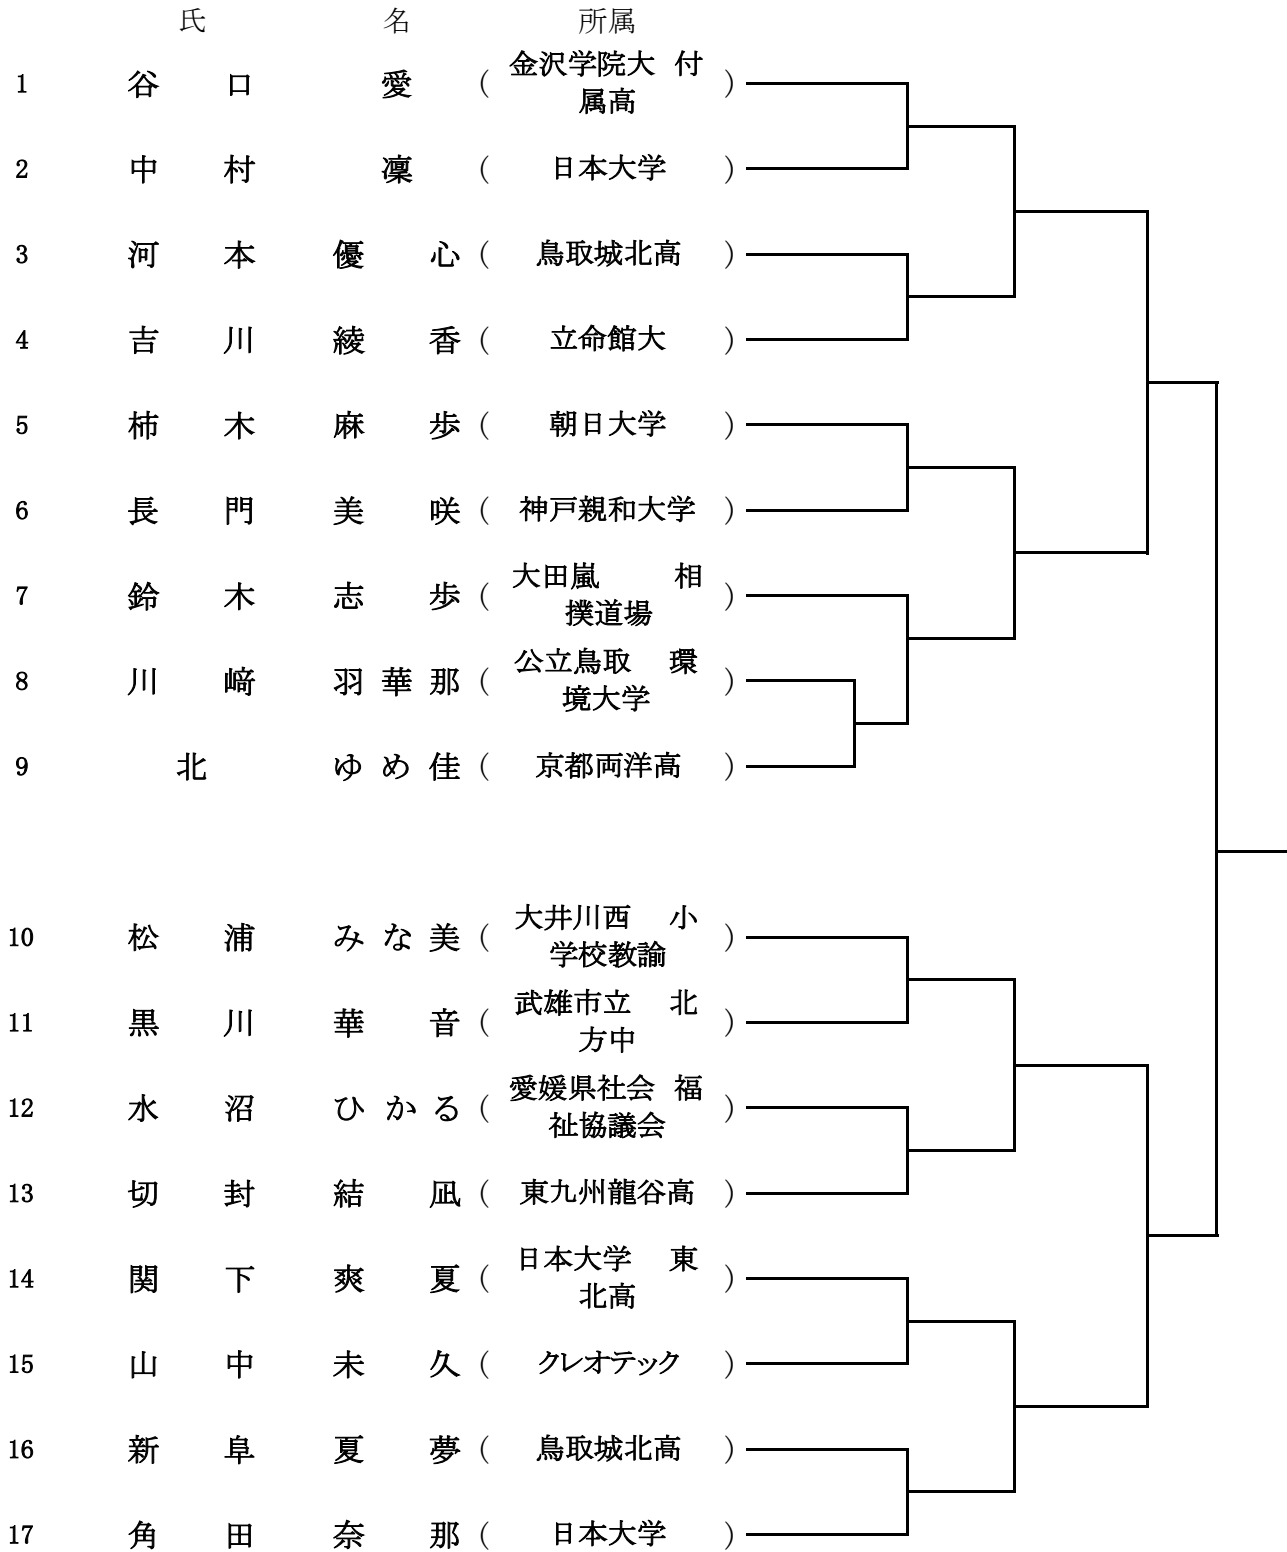 氏 名 所属
1 谷口 愛 ( 金沢学院大 付
属高 )
2 中村 凜 ( 日本大学 )
3 河本 優心 ( 鳥取城北高 )
4 吉川 綾香 ( 立命館大 )
5 柿木 麻歩 ( 朝日大学 )
6 長門 美咲 ( 神戸親和大学 )
7 鈴木 志歩 ( 大田嵐 相
撲道場 )
8 川﨑 羽華那 ( 公立鳥取 環
境大学 )
9 北 ゆめ佳 ( 京都両洋高 )
10 松浦 みな美 ( 大井川西 小
学校教諭 )
11 黒川 華音 ( 武雄市立 北
方中 )
12 水沼 ひかる ( 愛媛県社会 福
祉協議会 )
13 切封 結凪 ( 東九州龍谷高 )
14 関下 爽夏 ( 日本大学 東
北高 )
15 山中 未久 ( クレオテック )
16 新阜 夏夢 ( 鳥取城北高 )
17 角田 奈那 ( 日本大学 )